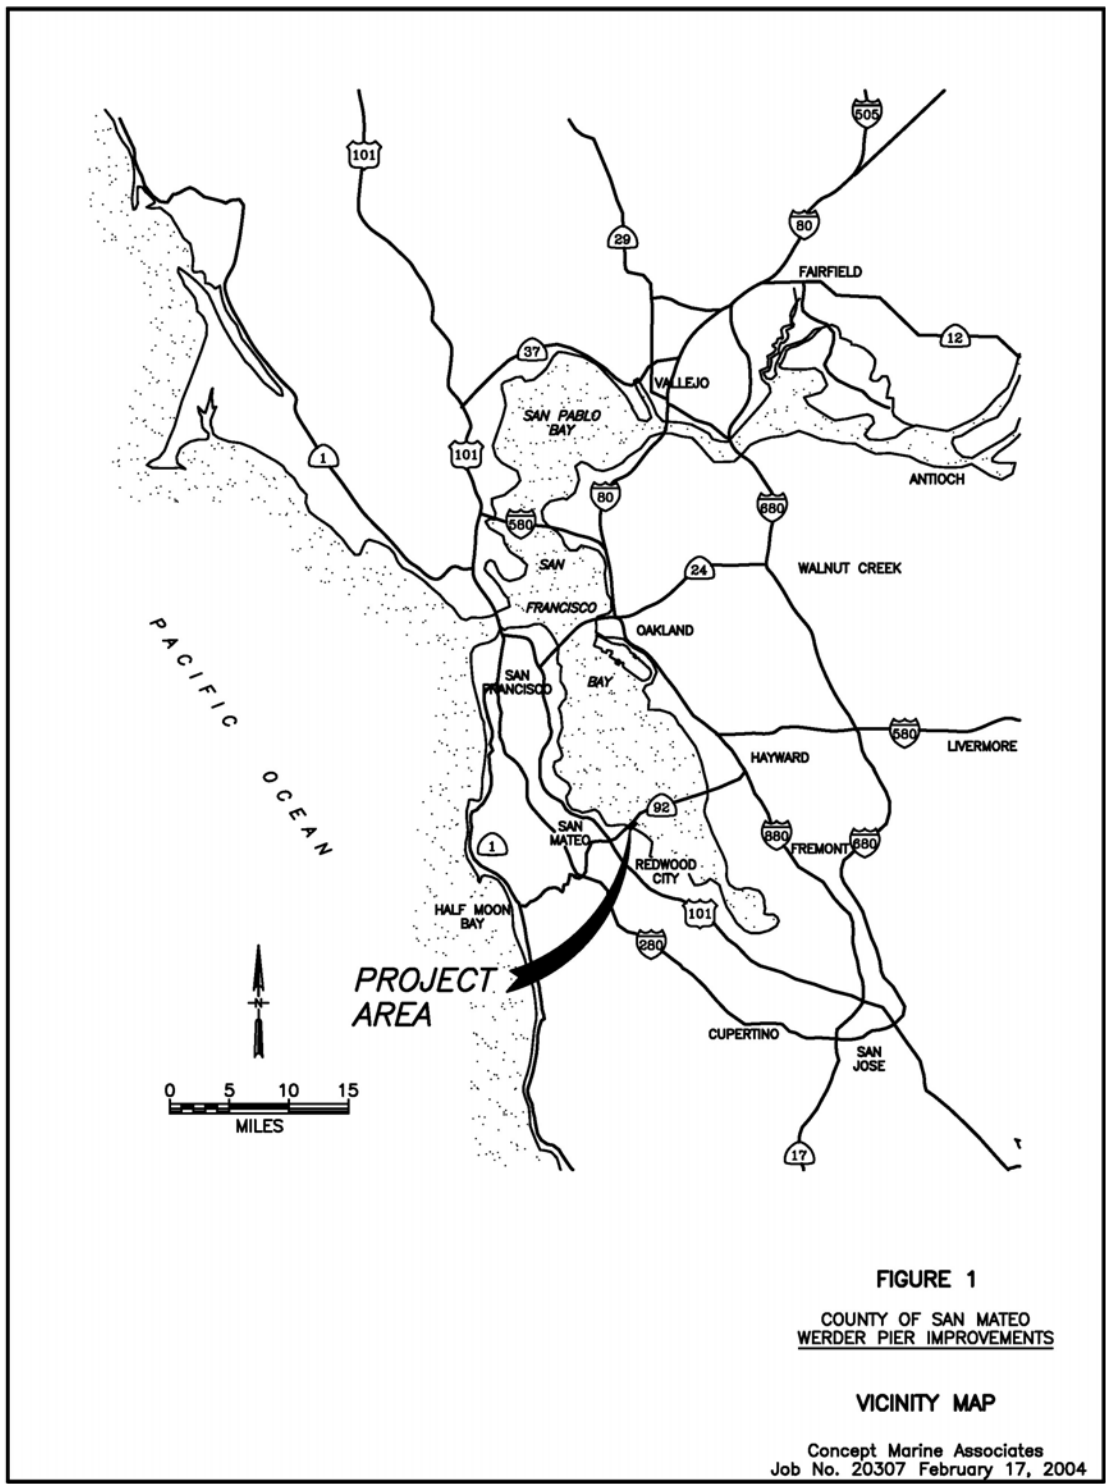 505
101
80
29
FAIRFIELD
12
37
VALLEJO
SAN PABLO
BAY
1
101
ANTIOCH
80
680
580
SAN
24
WALNUT CREEK
FRANCISCO
OAKLAND
PACIFIC OCEAN
SAN
FRANCISCO
BAY
580
LIVERMORE
HAYWARD
92
SAN
MATEO
880
FREMONT
680
1
REDWOOD
CITY
HALF MOON
BAY
101
280
PROJECT
AREA
N
CUPERTINO
SAN
JOSE
0 5 10 15
MILES
17
FIGURE 1
COUNTY OF SAN MATEO
WERDER PIER IMPROVEMENTS
VICINITY MAP
Concept Marine Associates
Job No. 20307 February 17, 2004